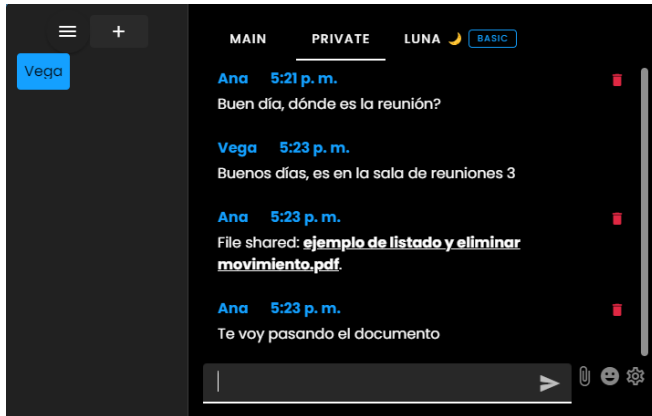 +
MAIN PRIVATE LUNA 🌙 BASIC
Vega
Ana 5:21 p. m.
Buen día, dónde es la reunión?
Vega 5:23 p. m.
Buenos días, es en la sala de reuniones 3
Ana 5:23 p. m.
File shared: ejemplo de listado y eliminar
movimiento.pdf.
Ana 5:23 p. m.
Te voy pasando el documento